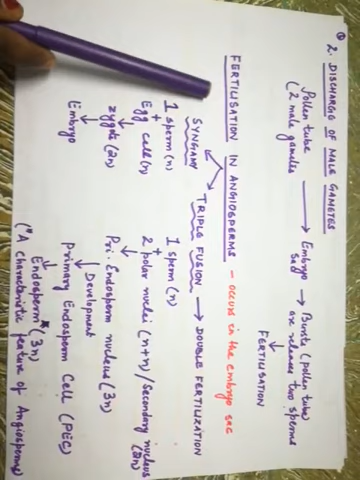 ① 2. DISCHARGE OF MALE GAMETES
Pollen tube → Embryo sag → Bursts (pollen tube)
(2 male gametes & releases two sperms
↓
FERTILISATION
FERTILISATION IN ANGIOSPERMS – occurs in the embryo sac
SYNGAMY TRIPLE FUSION → DOUBLE FERTILIZATION
1 sperm (n)
+
Egg cell (n)
↓
zygote (2n)
↓
Embryo
1 sperm (n)
+
2 polar nuclei (n+n) / Secondary nucleus (2n)
↓
Pri. Endosperm nucleus (3n)
↓ Development
Primary Endosperm Cell (PEC)
↓
Endosperm* (3n)
(*A characteristic feature of Angiosperms)